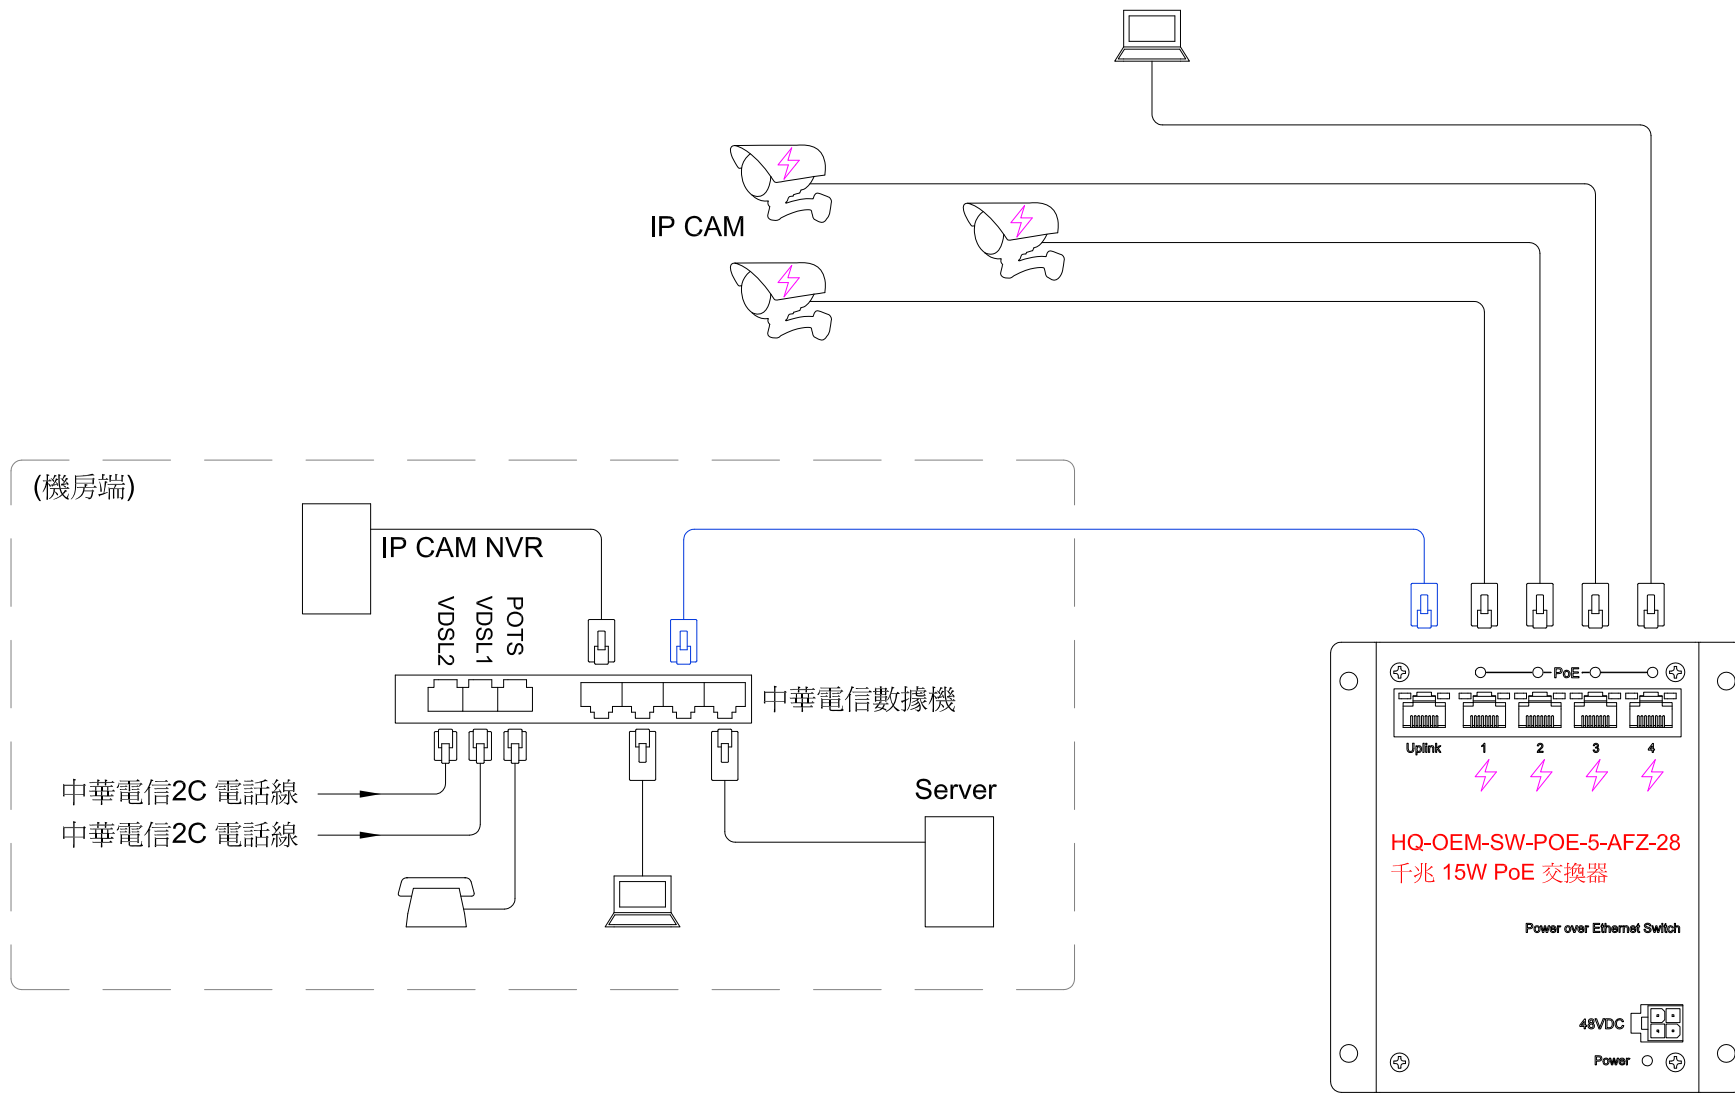 IP CAM
(機房端)
IP CAM NVR
VDSL2
VDSL1
POTS
中華電信數據機
中華電信2C 電話線
中華電信2C 電話線
Server
PoE
Uplink 1 2 3 4
HQ-OEM-SW-POE-5-AFZ-28
千兆 15W PoE 交換器
Power over Ethernet Switch
48VDC
Power